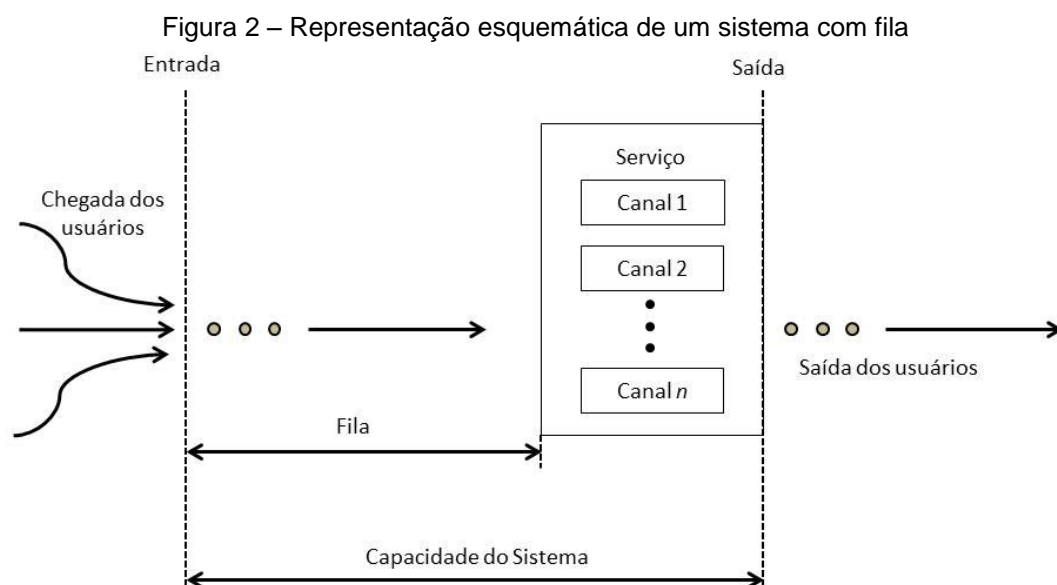 Figura 2 – Representação esquemática de um sistema com fila
Entrada
Saída
Chegada dos
usuários
Serviço
Canal 1
Canal 2
Canal n
Saída dos usuários
Fila
Capacidade do Sistema